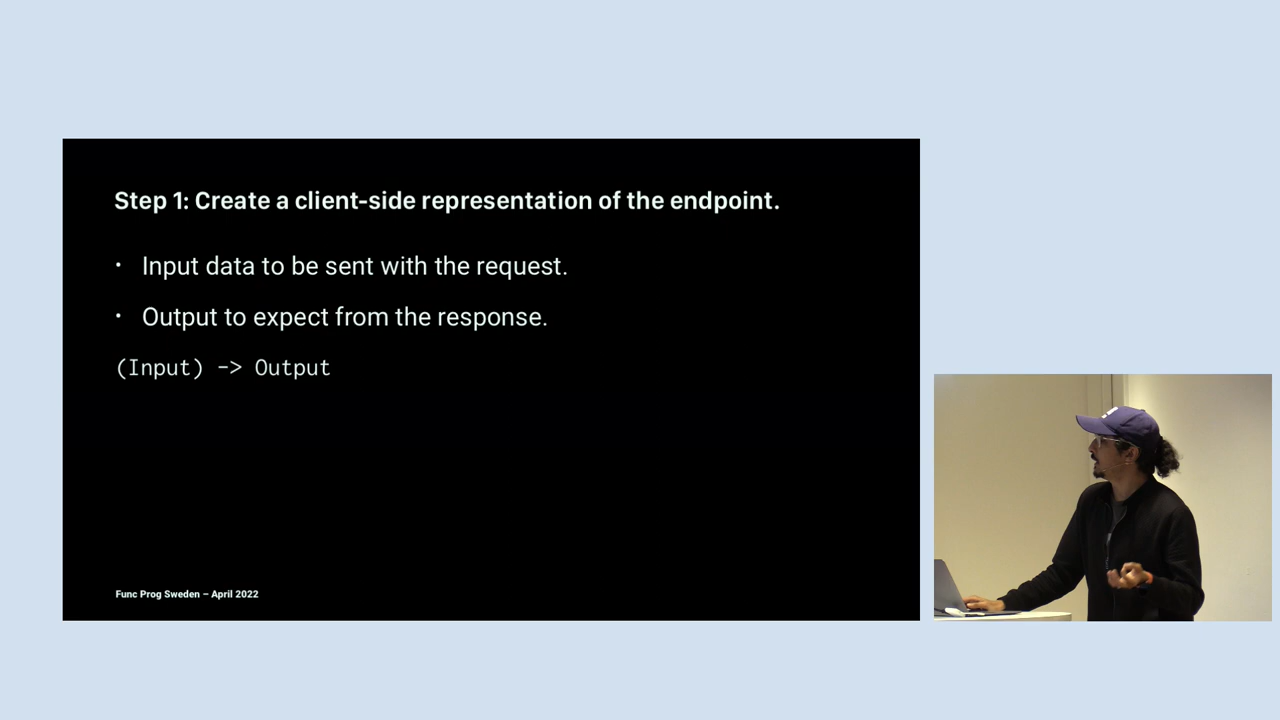 Step 1: Create a client-side representation of the endpoint.
• Input data to be sent with the request.
• Output to expect from the response.
(Input) -> Output
Func Prog Sweden – April 2022